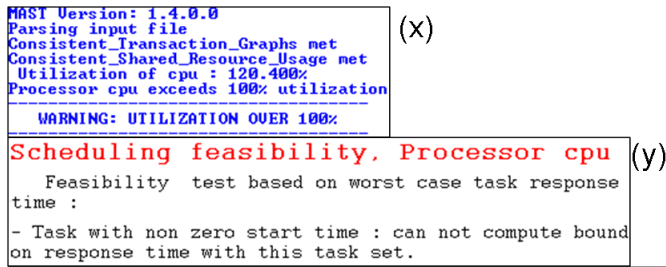 MAST Version: 1.4.0.0
Parsing input file
Consistent_Transaction_Graphs met
Consistent_Shared_Resource_Usage met
Utilization of cpu : 120.400%
Processor cpu exceeds 100% utilization
------------------------------------
WARNING: UTILIZATION OVER 100%
------------------------------------
(x)
Scheduling feasibility, Processor cpu
(y)
Feasibility test based on worst case task response
time :
- Task with non zero start time : can not compute bound
on response time with this task set.